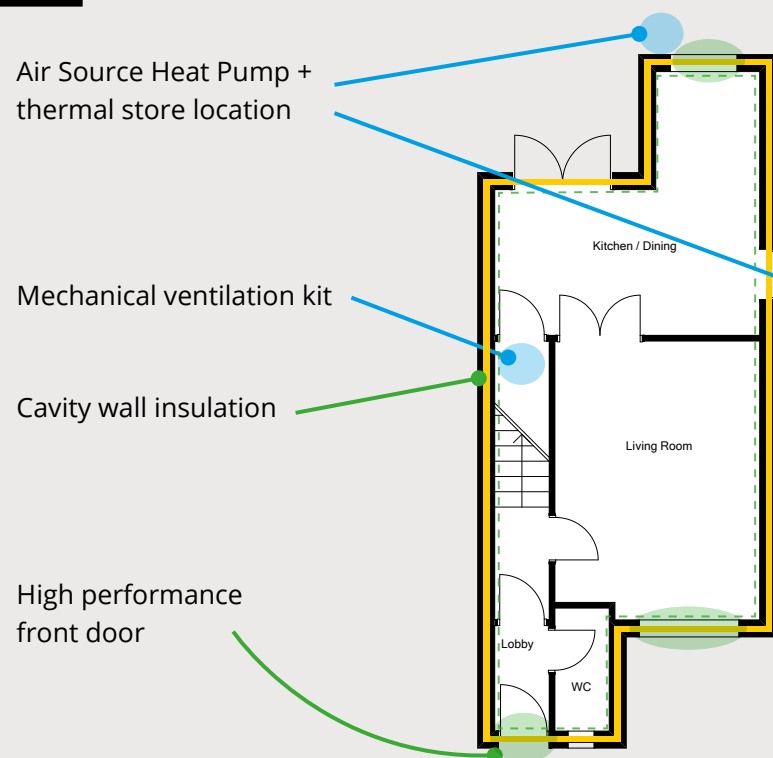 Air Source Heat Pump +
thermal store location
Kitchen / Dining
Mechanical ventilation kit
Cavity wall insulation
Living Room
High performance
front door
Lobby
WC